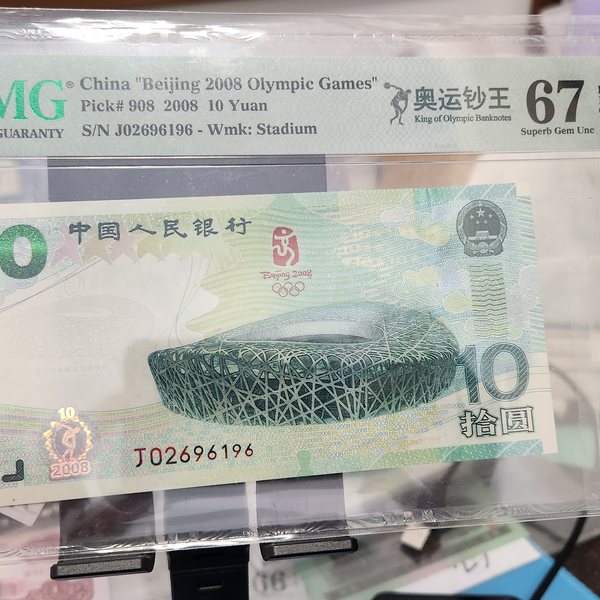 MG® China "Beijing 2008 Olympic Games"
GUARANTY Pick# 908 2008 10 Yuan
S/N J02696196 - Wmk: Stadium
奥运钞王
King of Olympic Banknotes
67
Superb Gem Unc
0
中国人民银行
Beijing 2008
10
拾圆
10
2008
J02696196